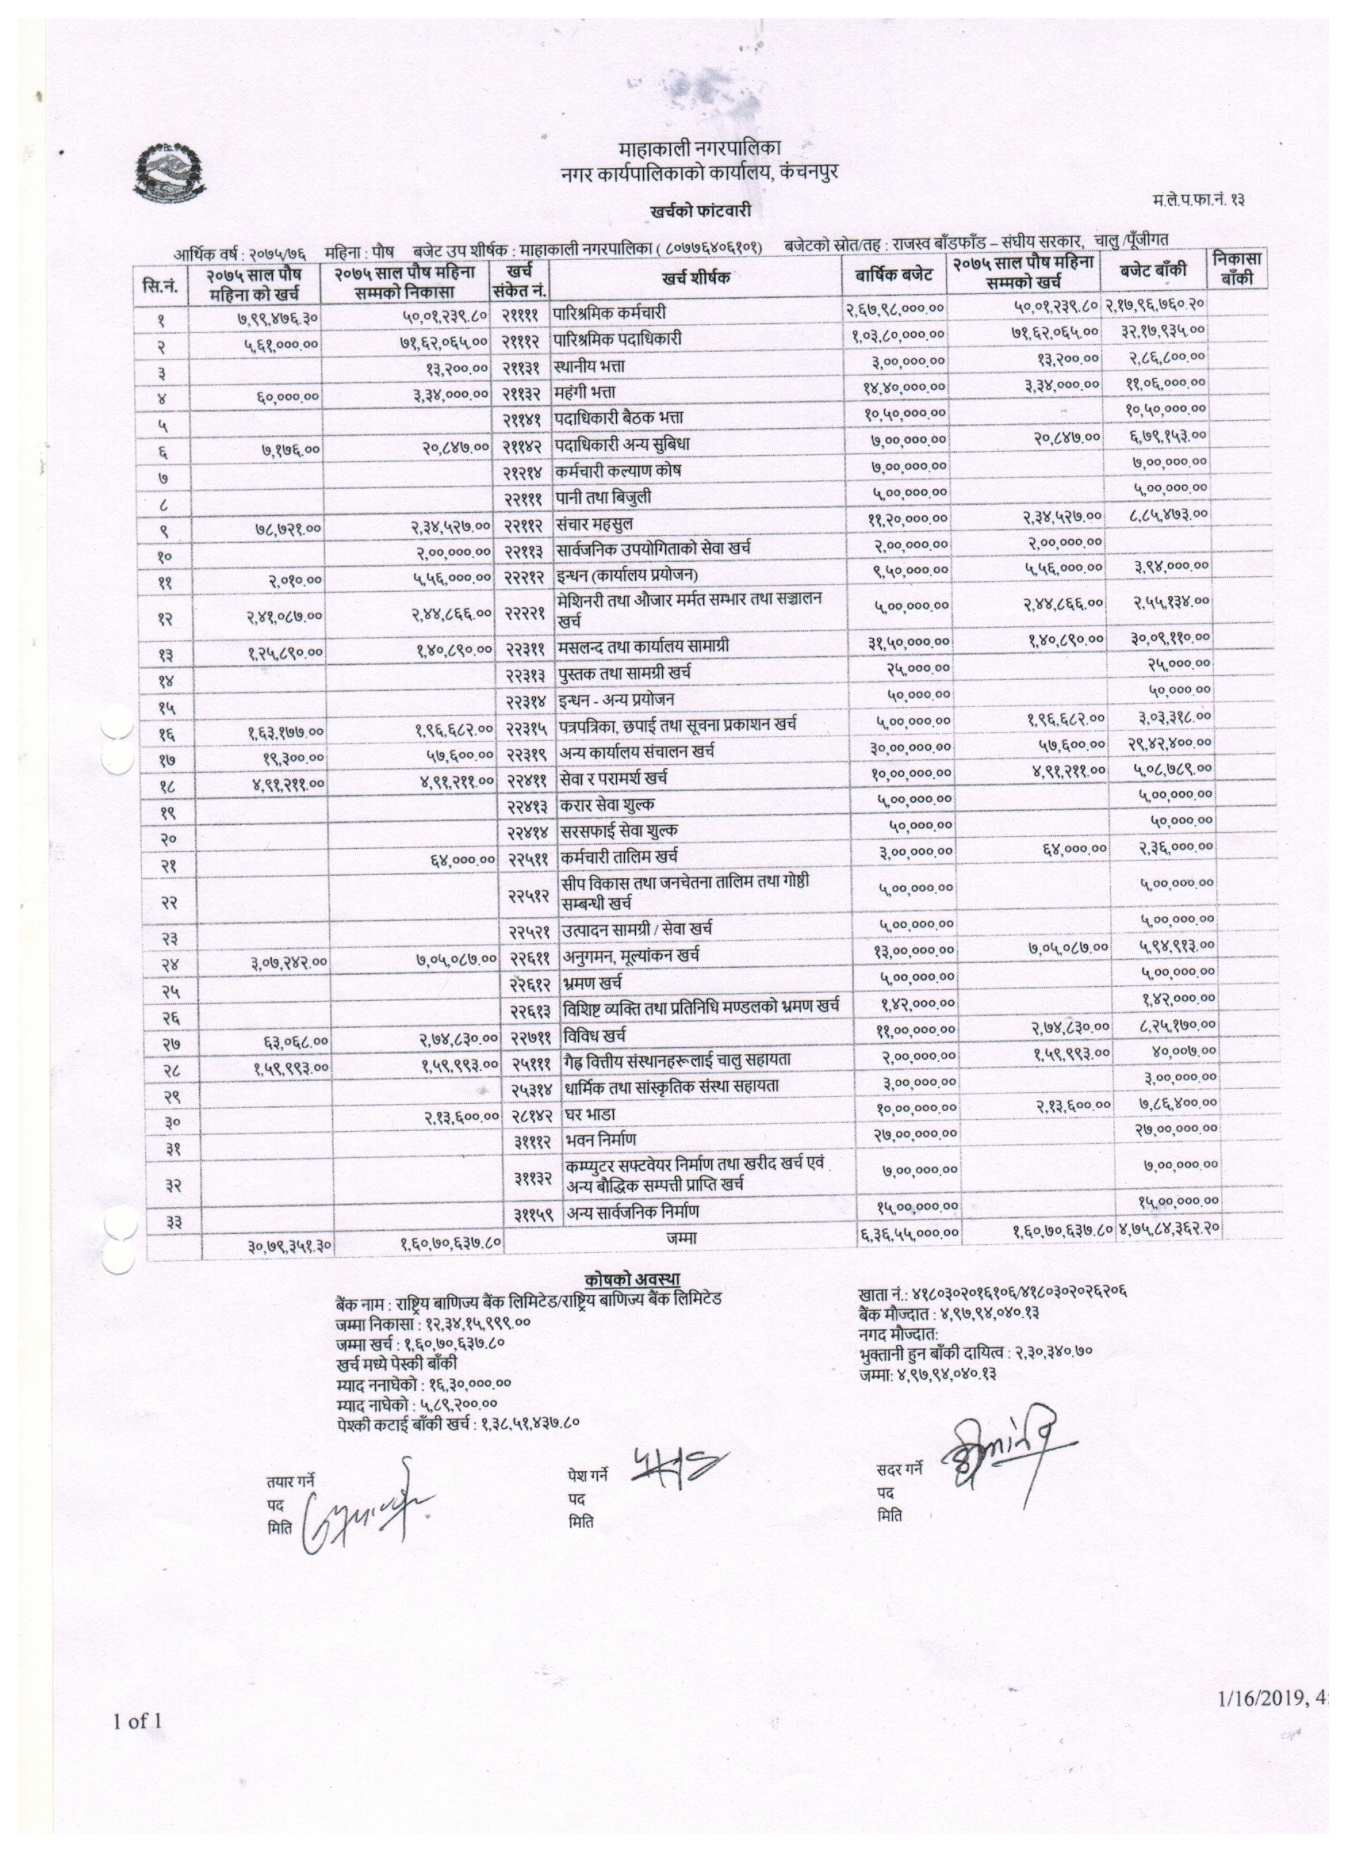 माहाकाली नगरपालिका
नगर कार्यपालिकाको कार्यालय, कंचनपुर
खर्चको फांटवारी
म.ले.प.फा.नं. १३
आर्थिक वर्ष : २०७५/७६ महिना : पौष बजेट उप शीर्षक : माहाकाली नगरपालिका ( ८०७७६४०६१०१) बजेटको स्रोत/तह : राजस्व बाँडफाँड – संघीय सरकार, चालु /पूँजीगत
सि.नं. २०७५ साल पौष महिना को खर्च २०७५ साल पौष महिना सम्मको निकासा खर्च संकेत नं. खर्च शीर्षक वार्षिक बजेट २०७५ साल पौष महिना सम्मको खर्च बजेट बाँकी निकासा बाँकी
१ ७,९९,४७६.३० ५०,०१,२३९.८० २११११ पारिश्रमिक कर्मचारी २,६७,९८,०००.०० ५०,०१,२३९.८० २,१७,९६,७६०.२०
२ ५,६१,०००.०० ७१,६२,०६५.०० २१११२ पारिश्रमिक पदाधिकारी १,०३,८०,०००.०० ७१,६२,०६५.०० ३२,१७,९३५.००
३ १३,२००.०० २११३१ स्थानीय भत्ता ३,००,०००.०० १३,२००.०० २,८६,८००.००
४ ६०,०००.०० ३,३४,०००.०० २११३२ महंगी भत्ता १४,४०,०००.०० ३,३४,०००.०० ११,०६,०००.००
५ २११४१ पदाधिकारी बैठक भत्ता १०,५०,०००.०० १०,५०,०००.००
६ ७,१७६.०० २०,८४७.०० २११४२ पदाधिकारी अन्य सुबिधा ७,००,०००.०० २०,८४७.०० ६,७९,१५३.००
७ २१२१४ कर्मचारी कल्याण कोष ७,००,०००.०० ७,००,०००.००
८ २२१११ पानी तथा बिजुली ५,००,०००.०० ५,००,०००.००
९ ७८,७२१.०० २,३४,५२७.०० २२११२ संचार महसुल ११,२०,०००.०० २,३४,५२७.०० ८,८५,४७३.००
१० २,००,०००.०० २२११३ सार्वजनिक उपयोगिताको सेवा खर्च २,००,०००.०० २,००,०००.००
११ २,०१०.०० ५,५६,०००.०० २२२१२ इन्धन (कार्यालय प्रयोजन) ९,५०,०००.०० ५,५६,०००.०० ३,९४,०००.००
१२ २,४१,०८७.०० २,४४,८६६.०० २२२२१ मेशिनरी तथा औजार मर्मत सम्भार तथा सञ्चालन खर्च ५,००,०००.०० २,४४,८६६.०० २,५५,१३४.००
१३ १,२५,८९०.०० १,४०,८९०.०० २२३११ मसलन्द तथा कार्यालय सामाग्री ३१,५०,०००.०० १,४०,८९०.०० ३०,०९,११०.००
१४ २२३१३ पुस्तक तथा सामग्री खर्च २५,०००.०० २५,०००.००
१५ २२३१४ इन्धन - अन्य प्रयोजन ५०,०००.०० ५०,०००.००
१६ १,६३,१७७.०० १,९६,६८२.०० २२३१५ पत्रपत्रिका, छपाई तथा सूचना प्रकाशन खर्च ५,००,०००.०० १,९६,६८२.०० ३,०३,३१८.००
१७ १९,३००.०० ५७,६००.०० २२३१९ अन्य कार्यालय संचालन खर्च ३०,००,०००.०० ५७,६००.०० २९,४२,४००.००
१८ ४,९१,२११.०० ४,९१,२११.०० २२४११ सेवा र परामर्श खर्च १०,००,०००.०० ४,९१,२११.०० ५,०८,७८९.००
१९ २२४१३ करार सेवा शुल्क ५,००,०००.०० ५,००,०००.००
२० २२४१४ सरसफाई सेवा शुल्क ५०,०००.०० ५०,०००.००
२१ ६४,०००.०० २२५११ कर्मचारी तालिम खर्च ३,००,०००.०० ६४,०००.०० २,३६,०००.००
२२ २२५१२ सीप विकास तथा जनचेतना तालिम तथा गोष्ठी सम्बन्धी खर्च ५,००,०००.०० ५,००,०००.००
२३ २२५२१ उत्पादन सामग्री / सेवा खर्च ५,००,०००.०० ५,००,०००.००
२४ ३,०७,२४२.०० ७,०५,०८७.०० २२६११ अनुगमन, मूल्यांकन खर्च १३,००,०००.०० ७,०५,०८७.०० ५,९४,९१३.००
२५ २२६१२ भ्रमण खर्च ५,००,०००.०० ५,००,०००.००
२६ २२६१३ विशिष्ट व्यक्ति तथा प्रतिनिधि मण्डलको भ्रमण खर्च १,४२,०००.०० १,४२,०००.००
२७ ६३,०६८.०० २,७४,८३०.०० २२७११ विविध खर्च ११,००,०००.०० २,७४,८३०.०० ८,२५,१७०.००
२८ १,५९,९९३.०० १,५९,९९३.०० २५१११ गैह्र वित्तीय संस्थानहरूलाई चालु सहायता २,००,०००.०० १,५९,९९३.०० ४०,००७.००
२९ २५३१४ धार्मिक तथा सांस्कृतिक संस्था सहायता ३,००,०००.०० ३,००,०००.००
३० २,१३,६००.०० २८१४२ घर भाडा १०,००,०००.०० २,१३,६००.०० ७,८६,४००.००
३१ ३१११२ भवन निर्माण २७,००,०००.०० २७,००,०००.००
३२ ३११३२ कम्प्युटर सफ्टवेयर निर्माण तथा खरीद खर्च एवं अन्य बौद्धिक सम्पत्ती प्राप्ति खर्च ७,००,०००.०० ७,००,०००.००
३३ ३११५९ अन्य सार्वजनिक निर्माण १५,००,०००.०० १५,००,०००.००
३०,७९,३५१.३० १,६०,७०,६३७.८० जम्मा ६,३६,५५,०००.०० १,६०,७०,६३७.८० ४,७५,८४,३६२.२०
कोषको अवस्था
बैंक नाम : राष्ट्रिय बाणिज्य बैंक लिमिटेड/राष्ट्रिय बाणिज्य बैंक लिमिटेड
जम्मा निकासा : १२,३४,१५,९९९.००
जम्मा खर्च : १,६०,७०,६३७.८०
खर्च मध्ये पेस्की बाँकी
म्याद ननाघेको : १६,३०,०००.००
म्याद नाघेको : ५,८९,२००.००
पेश्की कटाई बाँकी खर्च : १,३८,५१,४३७.८०
खाता नं.: ४१८०३०२०१६१०६/४१८०३०२०२६२०६
बैंक मौज्दात : ४,९७,९४,०४०.१३
नगद मौज्दात:
भुक्तानी हुन बाँकी दायित्व : २,३०,३४०.७०
जम्मा: ४,९७,९४,०४०.१३
तयार गर्ने
पद
मिति
पेश गर्ने
पद
मिति
सदर गर्ने
पद
मिति
1 of 1
1/16/2019, 4: